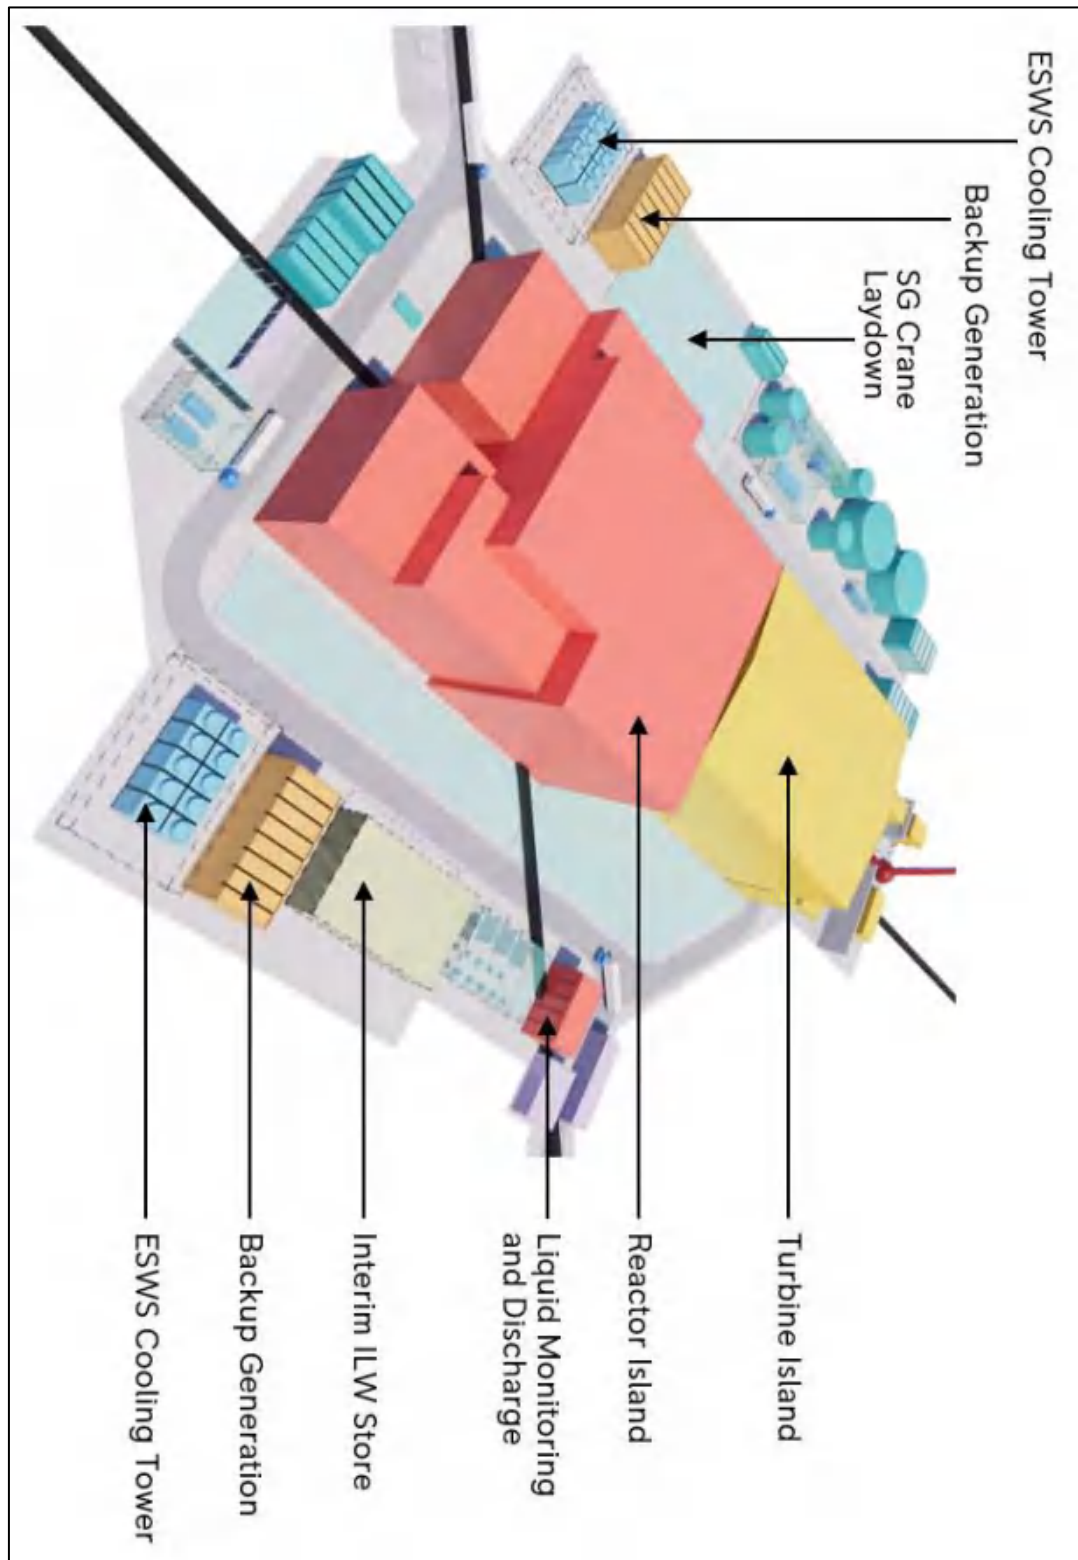 ESWS Cooling Tower
Backup Generation
SG Crane
Laydown
Turbine Island
Reactor Island
Liquid Monitoring
and Discharge
Interim ILW Store
Backup Generation
ESWS Cooling Tower